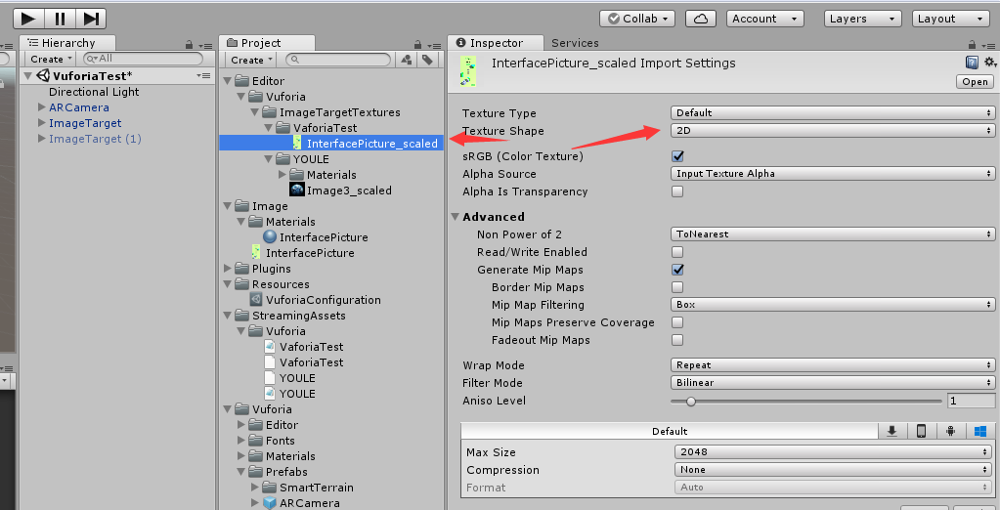 Collab
Account
Layers
Layout
Hierarchy
Create
All
VuforiaTest*
Directional Light
ARCamera
ImageTarget
ImageTarget (1)
Project
Create
Editor
Vuforia
ImageTargetTextures
VaforiaTest
InterfacePicture_scaled
YOULE
Materials
Image3_scaled
Image
Materials
InterfacePicture
InterfacePicture
Plugins
Resources
VuforiaConfiguration
StreamingAssets
Vuforia
VaforiaTest
VaforiaTest
YOULE
YOULE
Vuforia
Editor
Fonts
Materials
Prefabs
SmartTerrain
ARCamera
Inspector
Services
InterfacePicture_scaled Import Settings
Open
Texture Type Default
Texture Shape 2D
sRGB (Color Texture)
Alpha Source Input Texture Alpha
Alpha Is Transparency
Advanced
Non Power of 2 ToNearest
Read/Write Enabled
Generate Mip Maps
Border Mip Maps
Mip Map Filtering Box
Mip Maps Preserve Coverage
Fadeout Mip Maps
Wrap Mode Repeat
Filter Mode Bilinear
Aniso Level 1
Default
Max Size 2048
Compression None
Format Auto